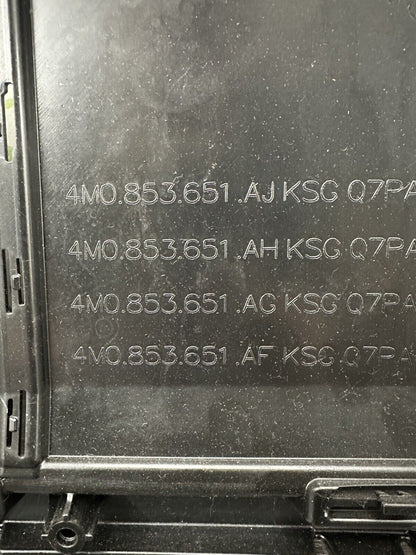 4M0.853.651 .AJ KSG Q7PA
4M0.853.651 .AH KSG Q7PA
4M0.853.651 .AG KSG Q7PA
4M0.853.651 .AF KSG Q7PA